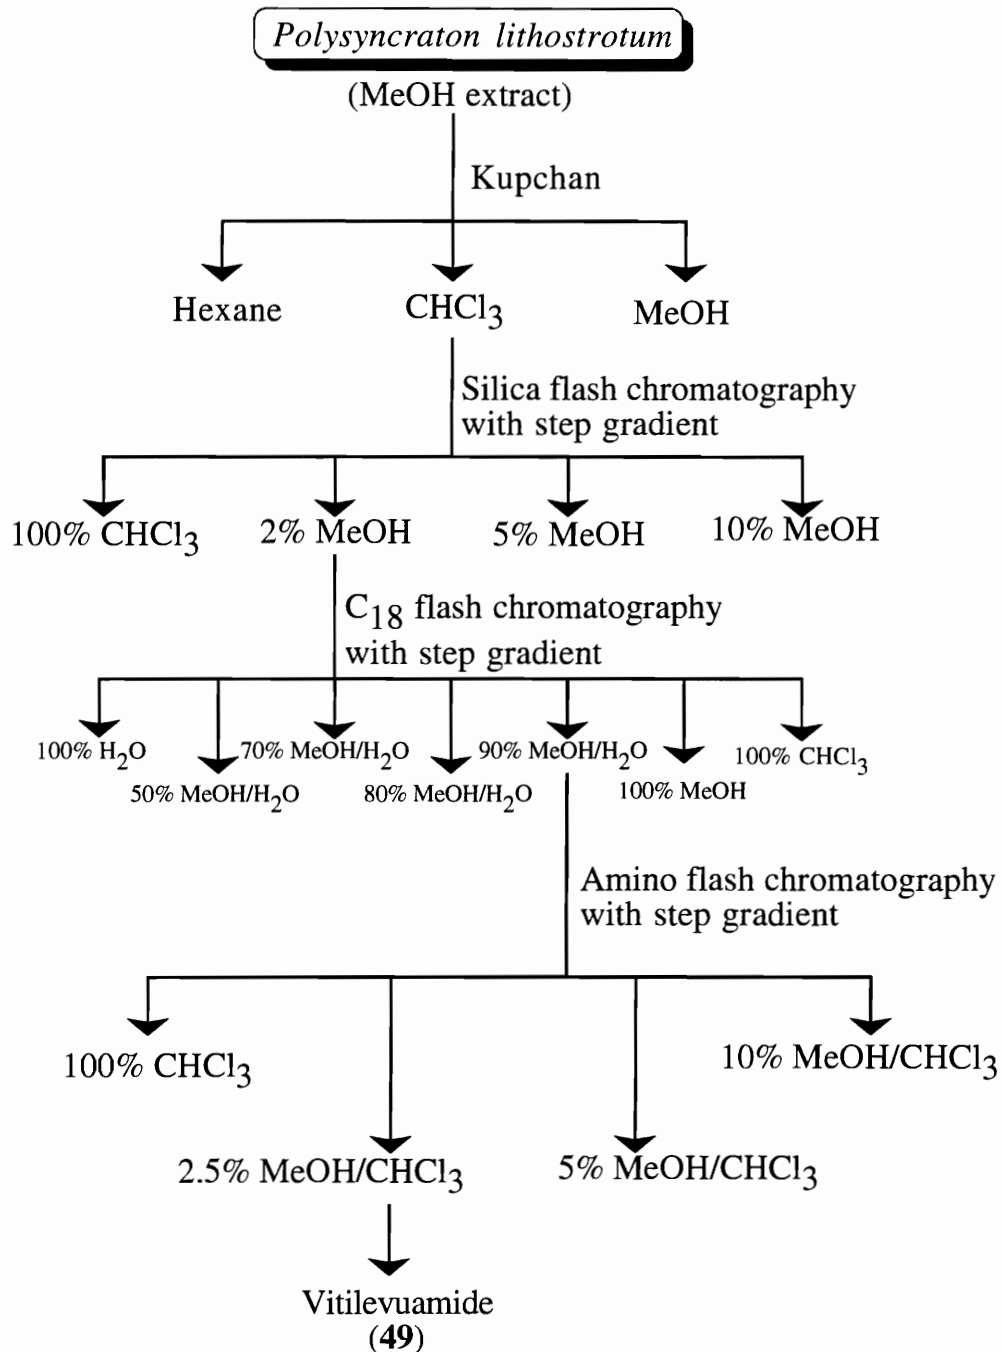 Polysyncraton lithostrotum
(MeOH extract)
Kupchan
Hexane
CHCl3
MeOH
Silica flash chromatography
with step gradient
100% CHCl3
2% MeOH
5% MeOH
10% MeOH
C18 flash chromatography
with step gradient
100% H2O
70% MeOH/H2O
90% MeOH/H2O
100% CHCl3
50% MeOH/H2O
80% MeOH/H2O
100% MeOH
Amino flash chromatography
with step gradient
100% CHCl3
10% MeOH/CHCl3
2.5% MeOH/CHCl3
5% MeOH/CHCl3
Vitilevuamide
(49)